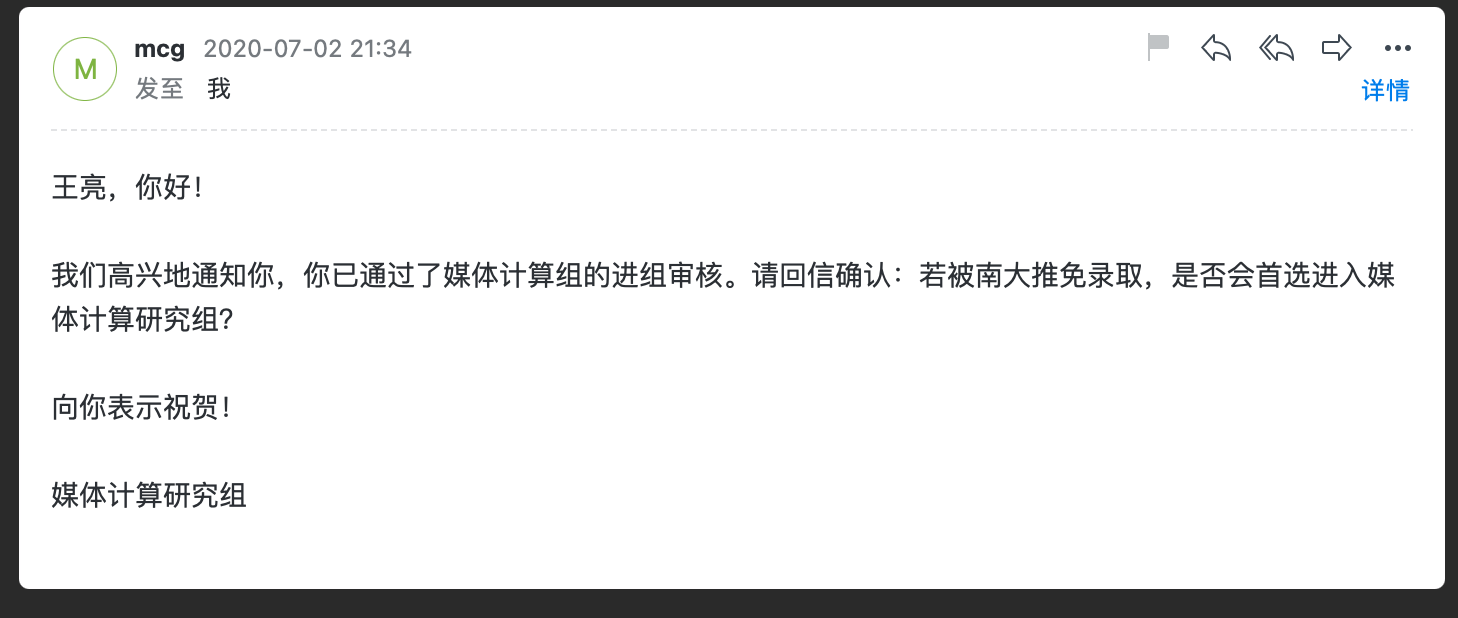 M
mcg 2020-07-02 21:34
发至 我
详情
王亮，你好！
我们高兴地通知你，你已通过了媒体计算组的进组审核。请回信确认：若被南大推免录取，是否会首选进入媒
体计算研究组？
向你表示祝贺！
媒体计算研究组